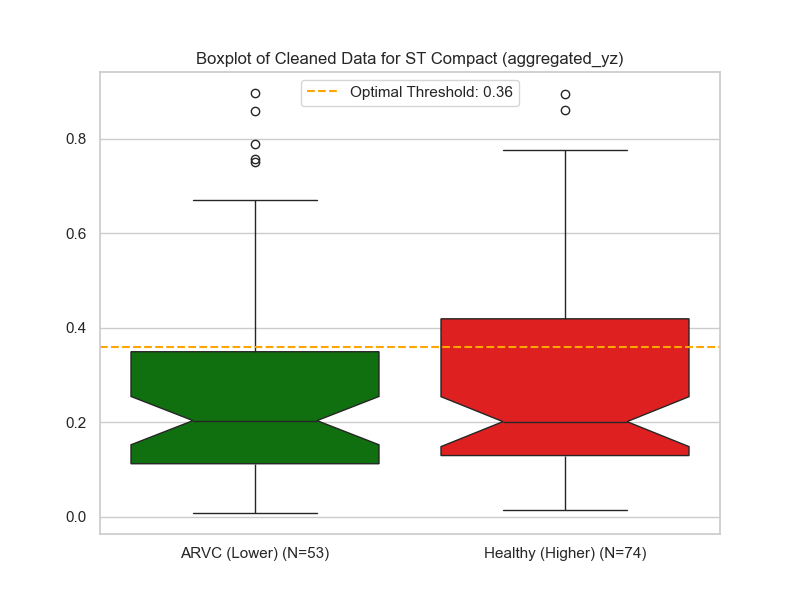 Boxplot of Cleaned Data for ST Compact (aggregated_yz)
Optimal Threshold: 0.36
0.8
0.6
0.4
0.2
0.0
ARVC (Lower) (N=53)
Healthy (Higher) (N=74)